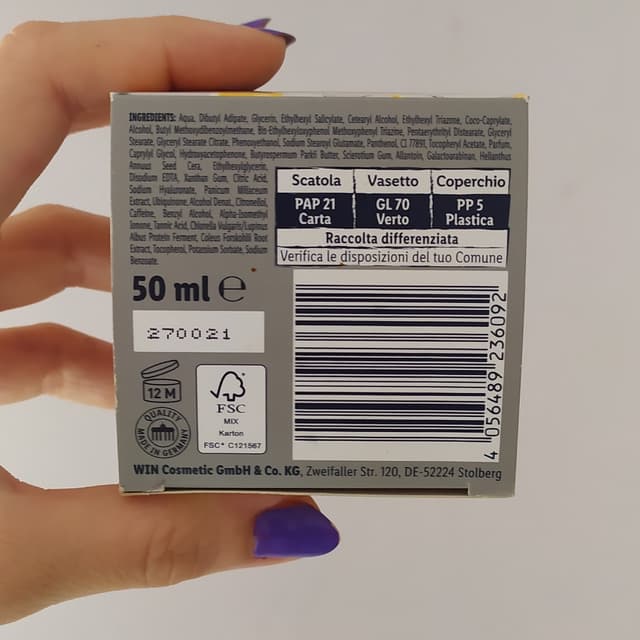 INGREDIENTS: Aqua, Dibutyl Adipate, Glycerin, Ethylhexyl Salicylate, Cetearyl Alcohol, Ethylhexyl Triazone, Coco-Caprylate,
Alcohol, Butyl Methoxydibenzoylmethane, Bis-Ethylhexyloxyphenol Methoxyphenyl Triazine, Pentaerythrityl Distearate, Glyceryl
Stearate, Glyceryl Stearate Citrate, Phenoxyethanol, Sodium Stearoyl Glutamate, Panthenol, CI 77891, Tocopheryl Acetate, Parfum,
Caprylyl Glycol, Hydroxyacetophenone, Butyrospermum Parkii Butter, Sclerotium Gum, Allantoin, Galactoarabinan, Helianthus
Annuus Seed Cera, Ethylhexylglycerin,
Disodium EDTA, Xanthan Gum, Citric Acid,
Sodium Hyaluronate, Panicum Miliaceum
Extract, Ubiquinone, Alcohol Denat., Citronellol,
Caffeine, Benzyl Alcohol, Alpha-Isomethyl
Ionone, Tannic Acid, Chlorella Vulgaris/Lupinus
Albus Protein Ferment, Coleus Forskohlii Root
Extract, Tocopherol, Potassium Sorbate, Sodium
Benzoate.
Scatola Vasetto Coperchio
PAP 21 GL 70 PP 5
Carta Verto Plastica
Raccolta differenziata
Verifica le disposizioni del tuo Comune
50 ml e
270021
12 M
QUALITY
MADE IN GERMANY
FSC
MIX
Karton
FSC® C121567
4 056489 236092
WIN Cosmetic GmbH & Co. KG, Zweifaller Str. 120, DE-52224 Stolberg